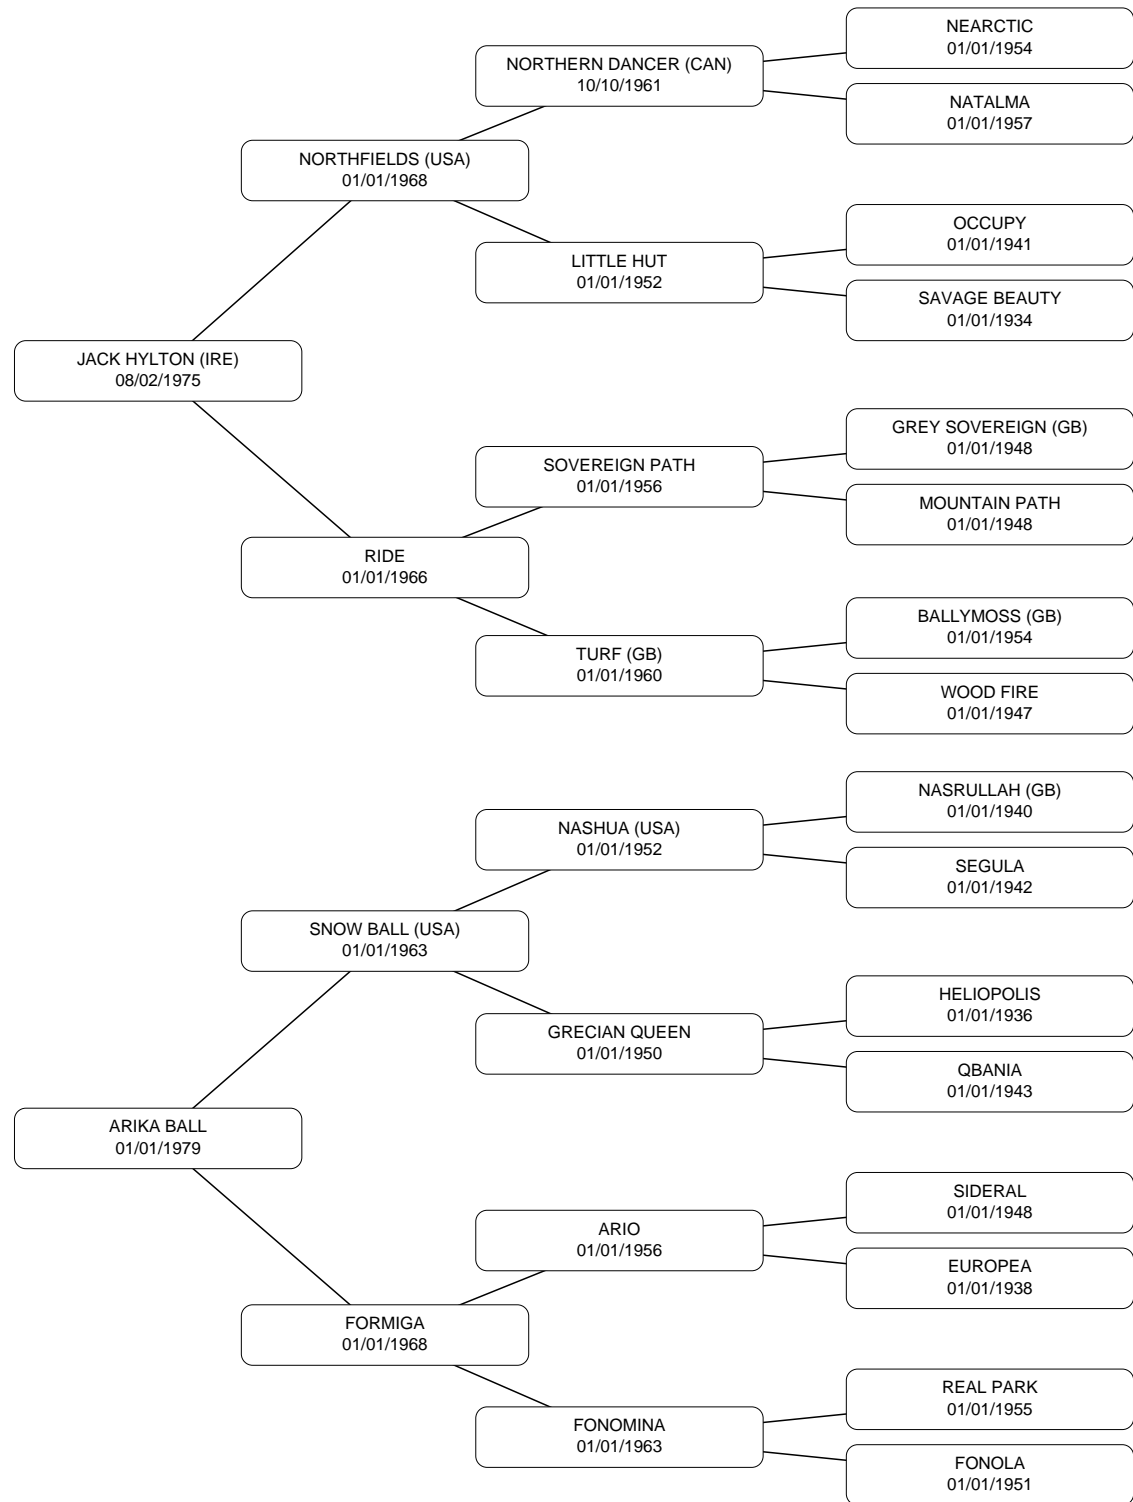 NEARCTIC
01/01/1954
NORTHERN DANCER (CAN)
10/10/1961
NATALMA
01/01/1957
NORTHFIELDS (USA)
01/01/1968
OCCUPY
01/01/1941
LITTLE HUT
01/01/1952
SAVAGE BEAUTY
01/01/1934
JACK HYLTON (IRE)
08/02/1975
GREY SOVEREIGN (GB)
01/01/1948
SOVEREIGN PATH
01/01/1956
MOUNTAIN PATH
01/01/1948
RIDE
01/01/1966
BALLYMOSS (GB)
01/01/1954
TURF (GB)
01/01/1960
WOOD FIRE
01/01/1947
NASRULLAH (GB)
01/01/1940
NASHUA (USA)
01/01/1952
SEGULA
01/01/1942
SNOW BALL (USA)
01/01/1963
HELIOPOLIS
01/01/1936
GRECIAN QUEEN
01/01/1950
QBANIA
01/01/1943
ARIKA BALL
01/01/1979
SIDERAL
01/01/1948
ARIO
01/01/1956
EUROPEA
01/01/1938
FORMIGA
01/01/1968
REAL PARK
01/01/1955
FONOMINA
01/01/1963
FONOLA
01/01/1951